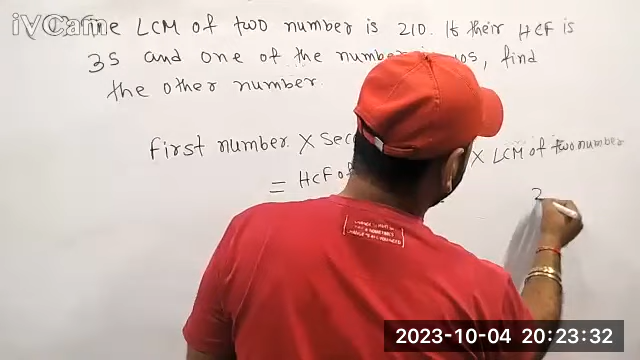 iVCam
The LCM of two number is 210. If their HCF is
35 and one of the number 105, find
the other number.
First number X Sec
X LCM of two number
= HCF of
2
2023-10-04 20:23:32